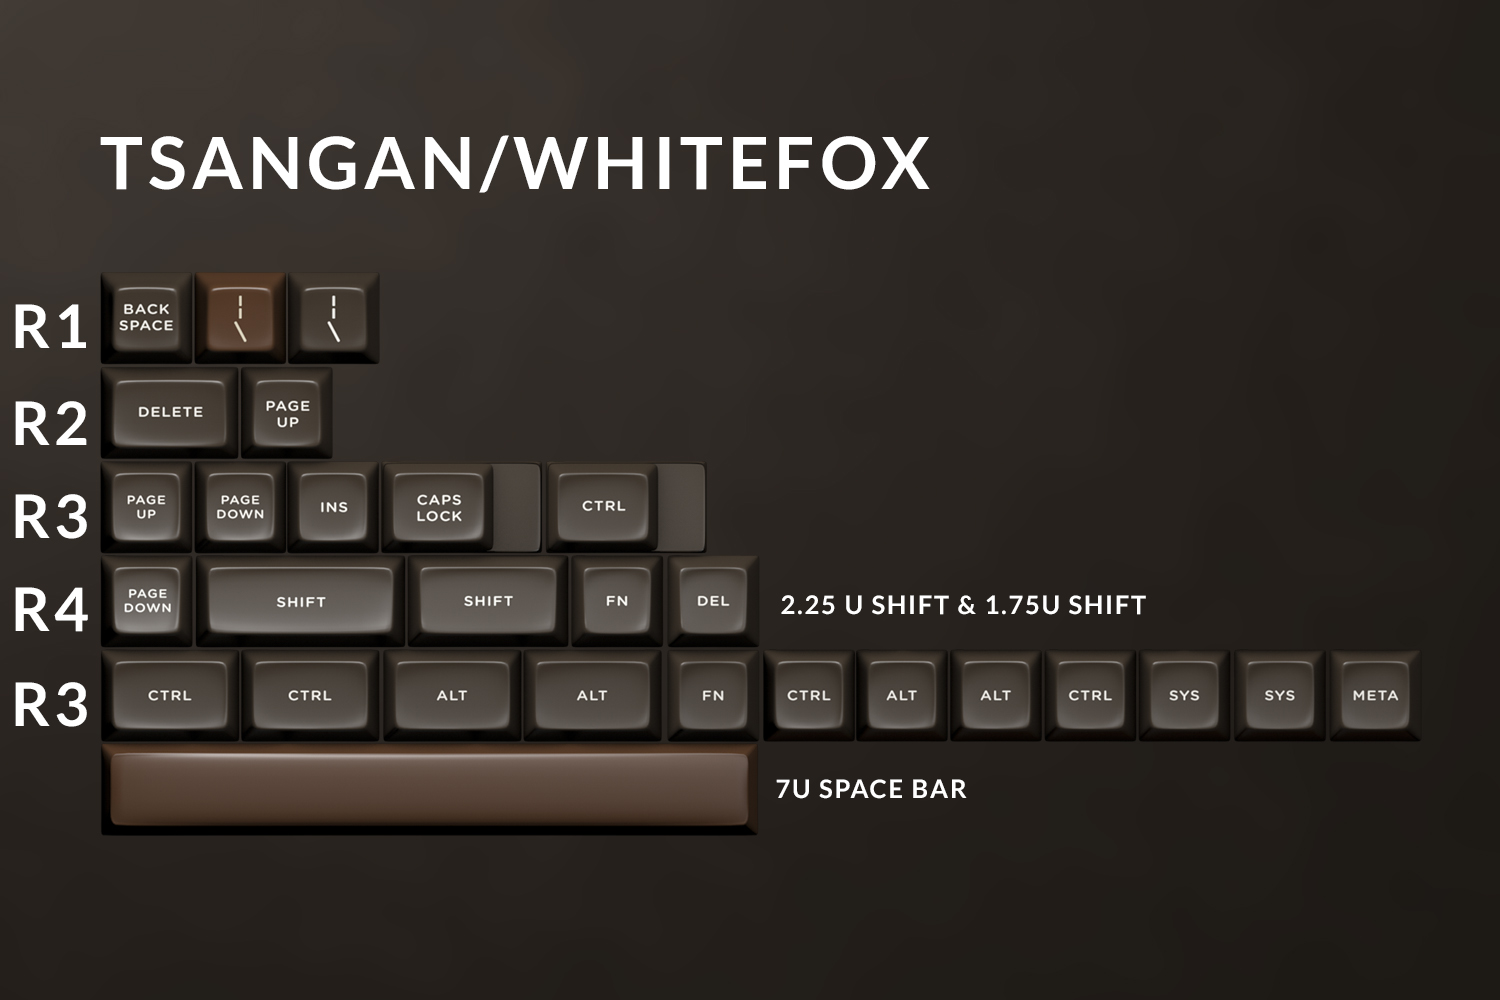 TSANGAN/WHITEFOX
R1
BACK
SPACE
¦
\
¦
\
R2
DELETE
PAGE
UP
R3
PAGE
UP
PAGE
DOWN
INS
CAPS
LOCK
CTRL
R4
PAGE
DOWN
SHIFT
SHIFT
FN
DEL
2.25 U SHIFT & 1.75U SHIFT
R3
CTRL
CTRL
ALT
ALT
FN
CTRL
ALT
ALT
CTRL
SYS
SYS
META
7U SPACE BAR